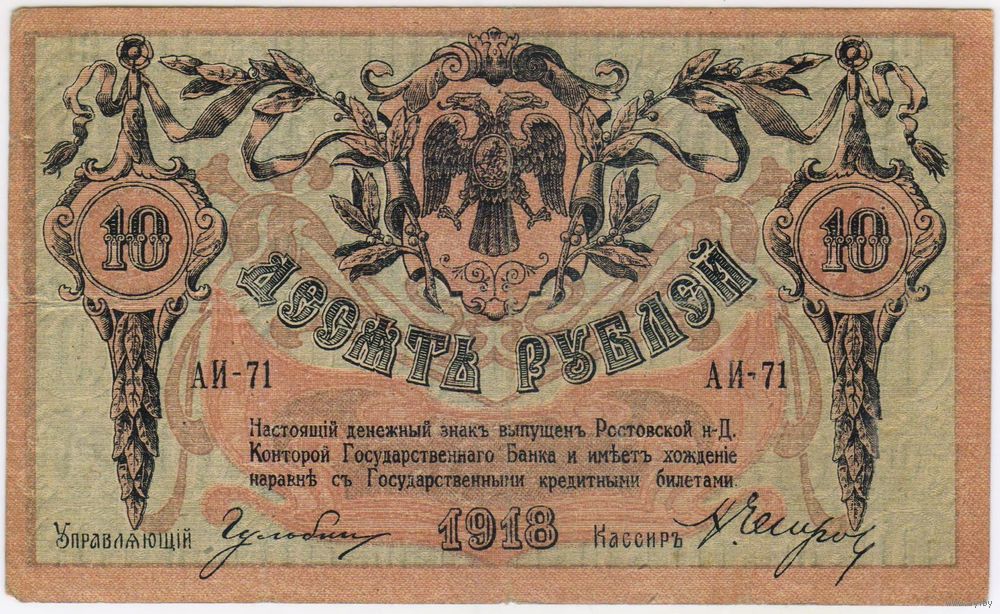 10
10
ДЕСЯТЬ РУБЛЕЙ
АИ-71
АИ-71
Настоящій денежный знакъ выпущенъ Ростовской н-Д.
Конторой Государственнаго Банка и имѣетъ хожденіе
наравнѣ съ Государственными кредитными билетами.
Управляющій
1918
Кассиръ